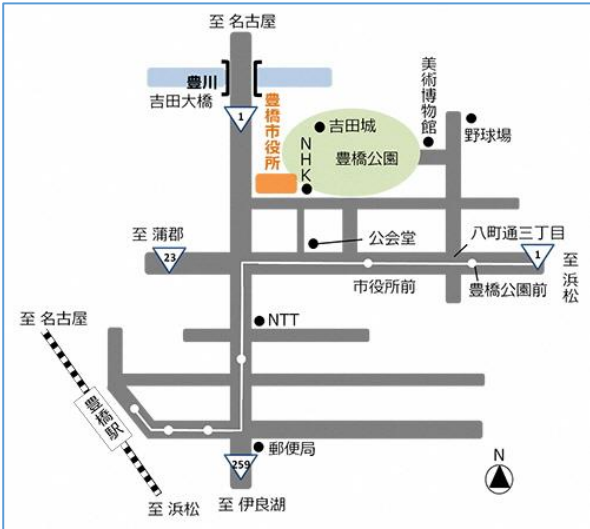 至 名古屋
豊川
吉田大橋
1
豊橋市役所
吉田城
NHK
豊橋公園
美術博物館
野球場
至 蒲郡
23
公会堂
八町通三丁目
1
至 浜松
市役所前
豊橋公園前
至 名古屋
NTT
豊橋駅
郵便局
259
至 浜松
至 伊良湖
N